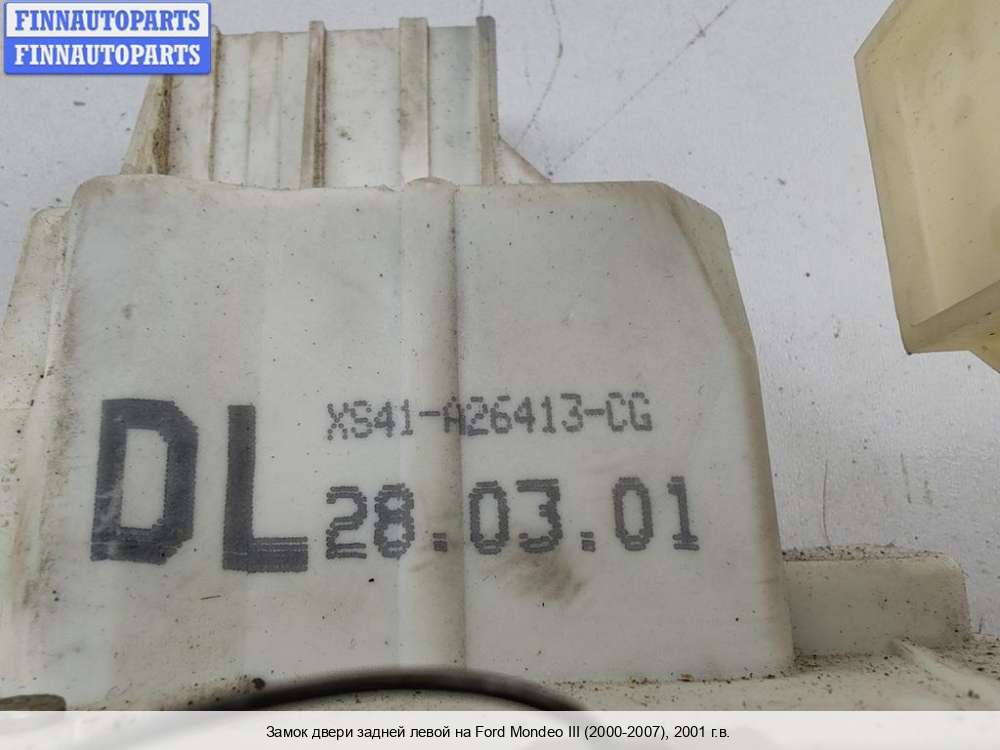 FINNAUTOPARTS
FINNAUTOPARTS
DL
XS41-A26413-CG
28.03.01
Замок двери задней левой на Ford Mondeo III (2000-2007), 2001 г.в.